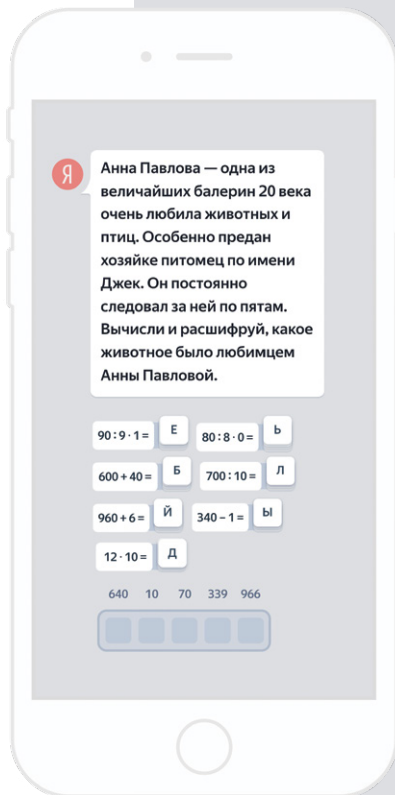 Я
Анна Павлова — одна из
величайших балерин 20 века
очень любила животных и
птиц. Особенно предан
хозяйке питомец по имени
Джек. Он постоянно
следовал за ней по пятам.
Вычисли и расшифруй, какое
животное было любимцем
Анны Павловой.
90 : 9 · 1 = Е 80 : 8 · 0 = Ь
600 + 40 = Б 700 : 10 = Л
960 + 6 = Й 340 – 1 = Ы
12 · 10 = Д
640 10 70 339 966